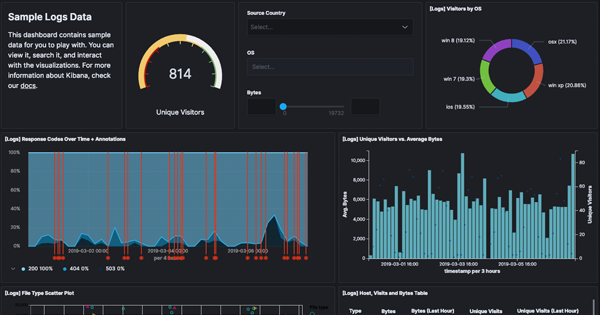 Sample Logs Data
This dashboard contains sample
data for you to play with. You can
view it, search it, and interact
with the visualizations. For more
information about Kibana, check
our docs.
814
Unique Visitors
Source Country
Select...
OS
Select...
Bytes
0
19732
[Logs] Visitors by OS
win 8 (19.12%)
osx (21.17%)
win 7 (19.3%)
win xp (20.86%)
ios (19.55%)
[Logs] Response Codes Over Time + Annotations
100%
80%
60%
40%
20%
0%
2019-03-02 00:00
2019-03-04 00:00
2019-03-06 00:00
200 100%
404 0%
503 0%
[Logs] Unique Visitors vs. Average Bytes
10,000
8,000
6,000
4,000
2,000
0
Avg. Bytes
80
60
40
20
0
Unique Visitors
2019-03-01 16:00
2019-03-03 16:00
2019-03-05 16:00
timestamp per 3 hours
[Logs] File Type Scatter Plot
File type
[Logs] Host, Visits and Bytes Table
Type
Bytes
Bytes (Last Hour)
Unique Visits
Unique Visits (Last Hour)